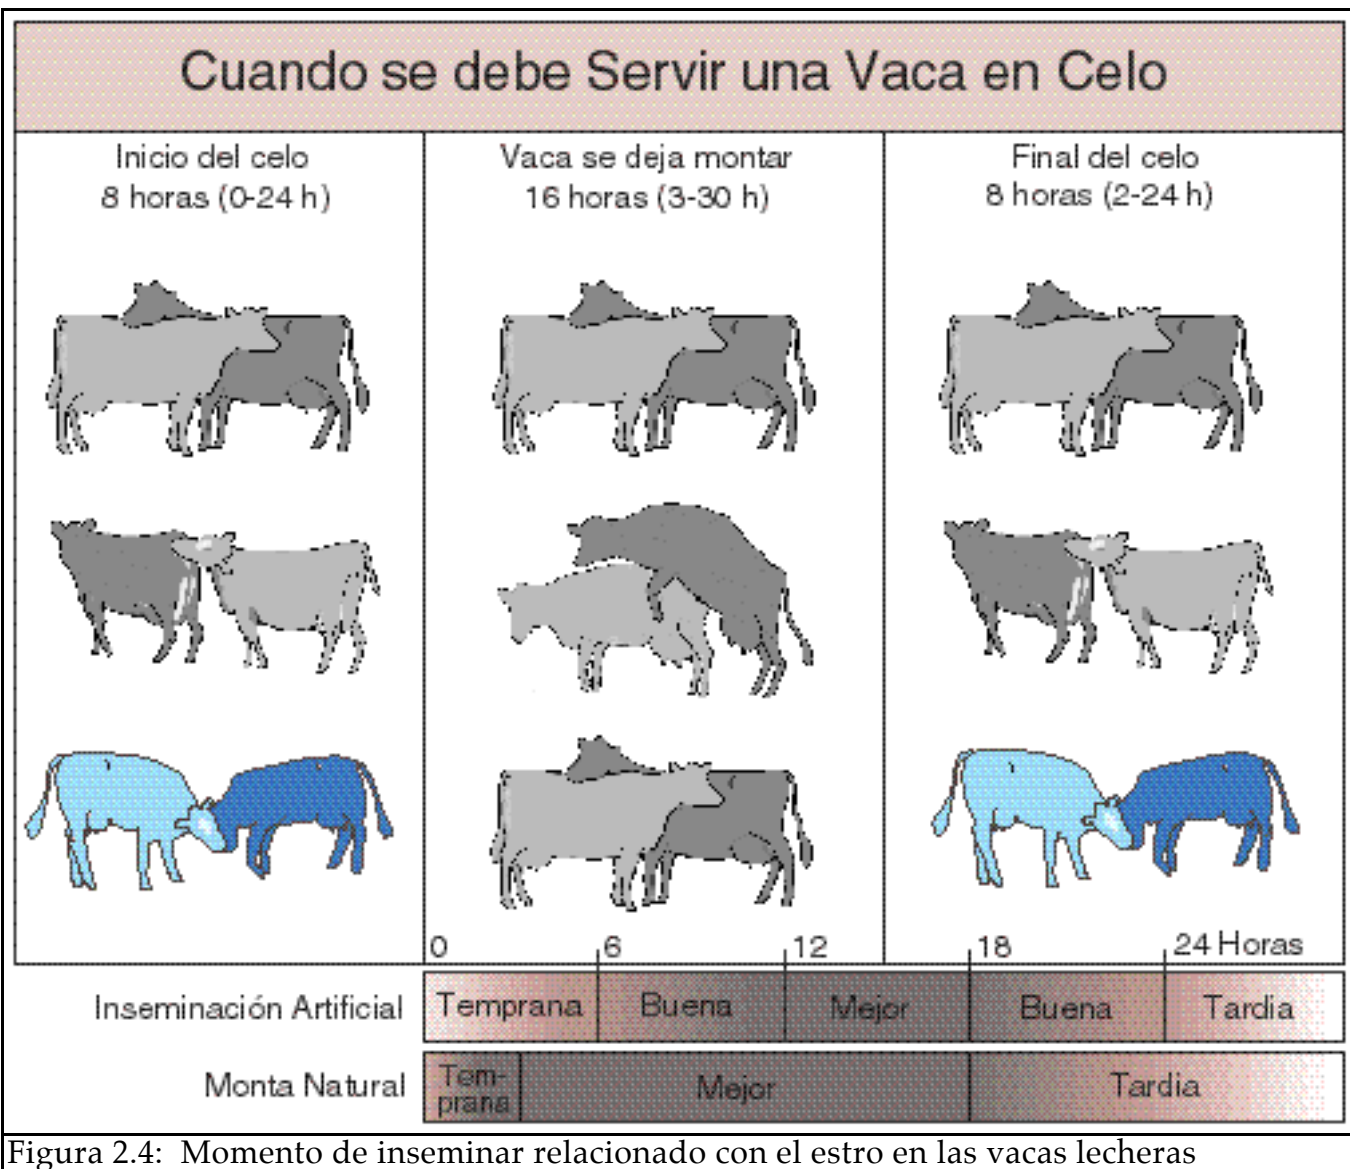 Cuando se debe Servir una Vaca en Celo
Inicio del celo
8 horas (0-24 h)
Vaca se deja montar
16 horas (3-30 h)
Final del celo
8 horas (2-24 h)
0
6
12
18
24 Horas
Inseminación Artificial
Temprana
Buena
Mejor
Buena
Tardia
Monta Natural
Tem-
prana
Mejor
Tardia
Figura 2.4: Momento de inseminar relacionado con el estro en las vacas lecheras